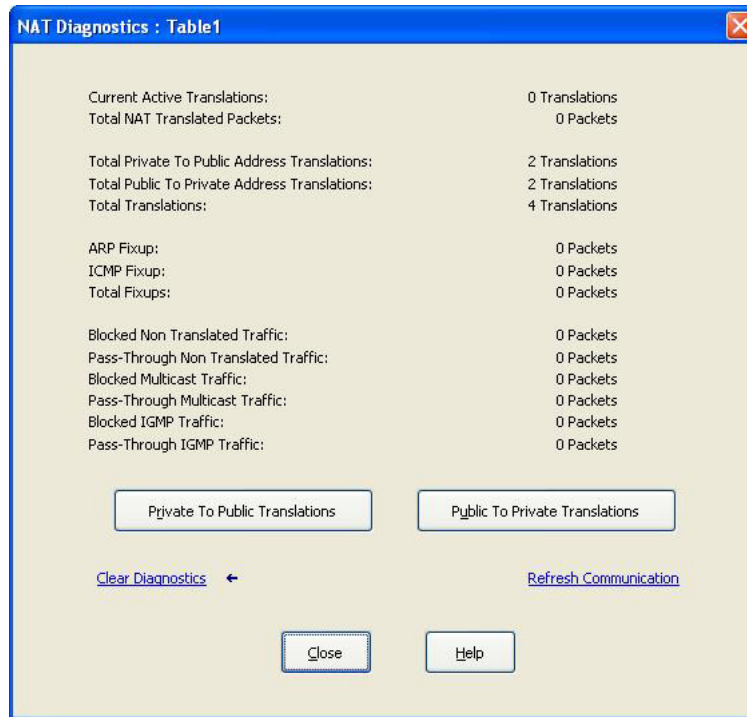 NAT Diagnostics : Table1
Current Active Translations: 0 Translations
Total NAT Translated Packets: 0 Packets
Total Private To Public Address Translations: 2 Translations
Total Public To Private Address Translations: 2 Translations
Total Translations: 4 Translations
ARP Fixup: 0 Packets
ICMP Fixup: 0 Packets
Total Fixups: 0 Packets
Blocked Non Translated Traffic: 0 Packets
Pass-Through Non Translated Traffic: 0 Packets
Blocked Multicast Traffic: 0 Packets
Pass-Through Multicast Traffic: 0 Packets
Blocked IGMP Traffic: 0 Packets
Pass-Through IGMP Traffic: 0 Packets
Private To Public Translations Public To Private Translations
Clear Diagnostics ← Refresh Communication
Close Help